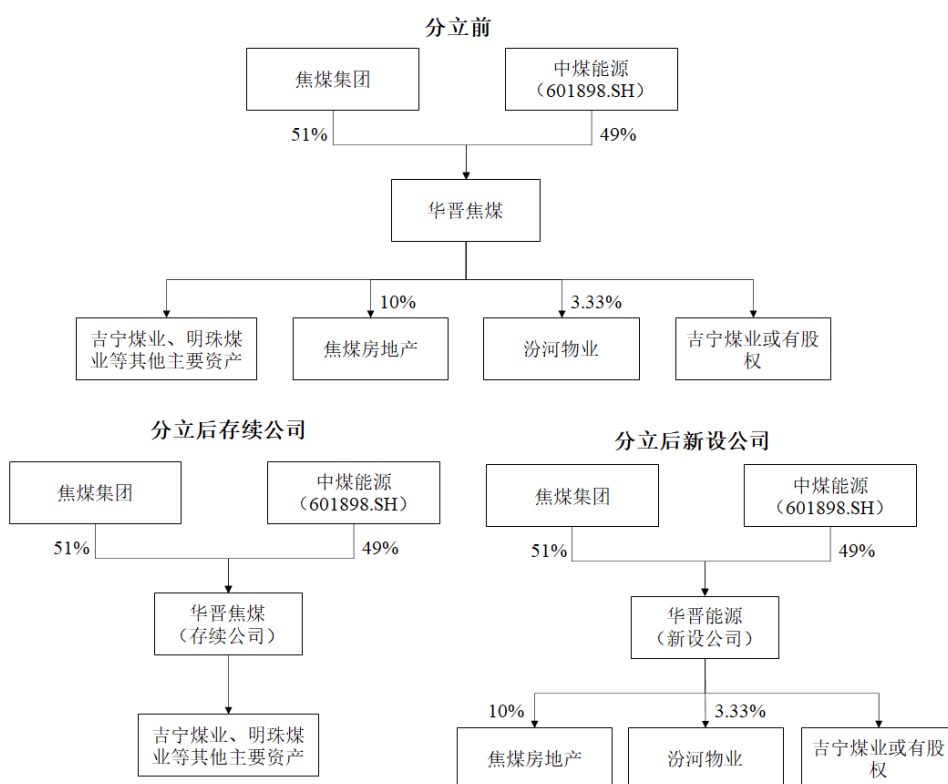 分立前
焦煤集团
中煤能源
（601898.SH）
51%
49%
华晋焦煤
10%
3.33%
吉宁煤业、明珠煤
业等其他主要资产
焦煤房地产
汾河物业
吉宁煤业或有股
权
分立后存续公司
焦煤集团
中煤能源
（601898.SH）
51%
49%
华晋焦煤
（存续公司）
吉宁煤业、明珠煤
业等其他主要资产
分立后新设公司
焦煤集团
中煤能源
（601898.SH）
51%
49%
华晋能源
（新设公司）
10%
3.33%
焦煤房地产
汾河物业
吉宁煤业或有股
权